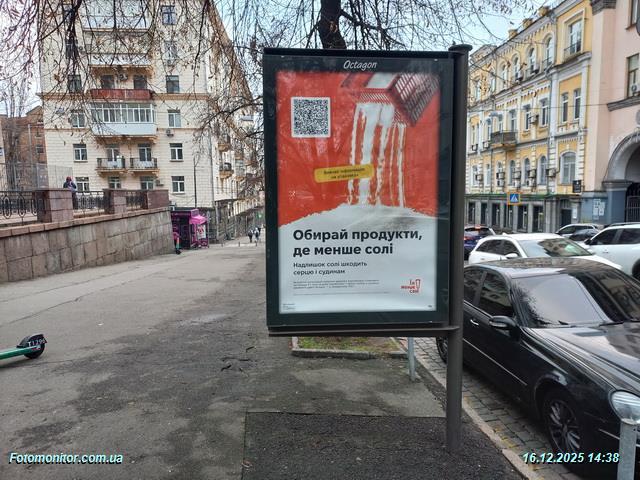 Octagon
Обирай продукти,
де менше солі
Надлишок солі шкодить
серцю і судинам
Fotomonitor.com.ua
16.12.2025 14:38